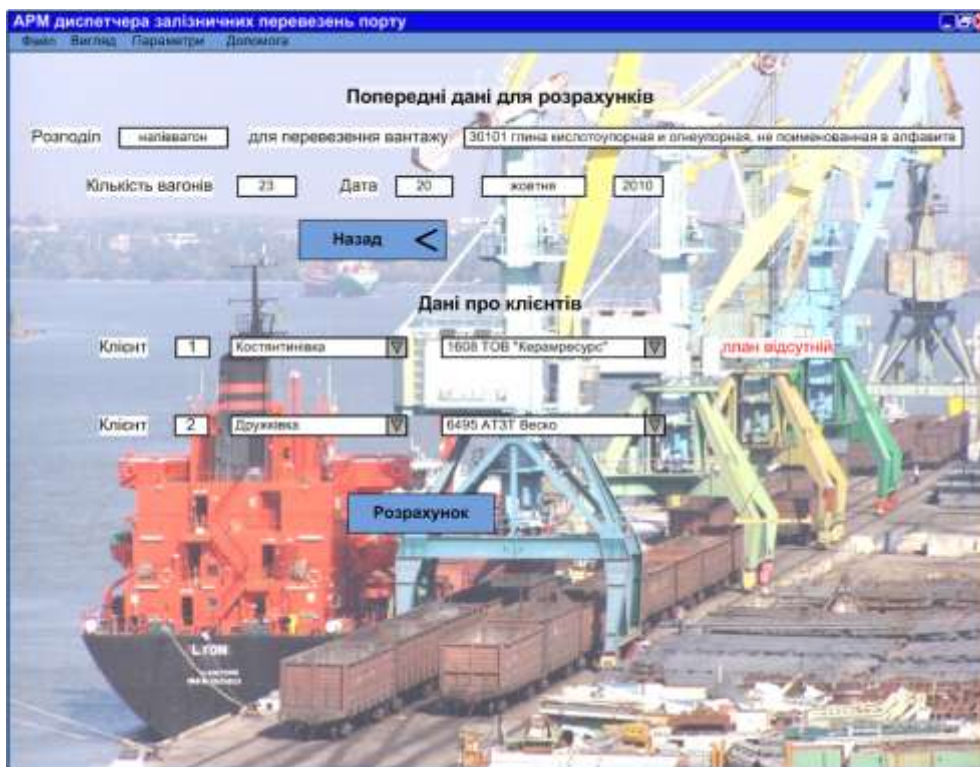 АРМ диспетчера залізничних перевезень порту
Файл Вигляд Параметри Допомога
Попередні дані для розрахунків
Розподіл напівватон для перевезення вантажу 30101 глина кислотоупорная и огнеупорная, не поименованная в алфавите
Кількість вагонів 23 Дата 20 жовтня 2010
Назад <
Дані про клієнтів
Клієнт 1 Костянтинівка 1608 ТОВ "Керамресурс" план відсутній
Клієнт 2 Дружківка 6495 АТЗТ Веско
Розрахунок
LYON